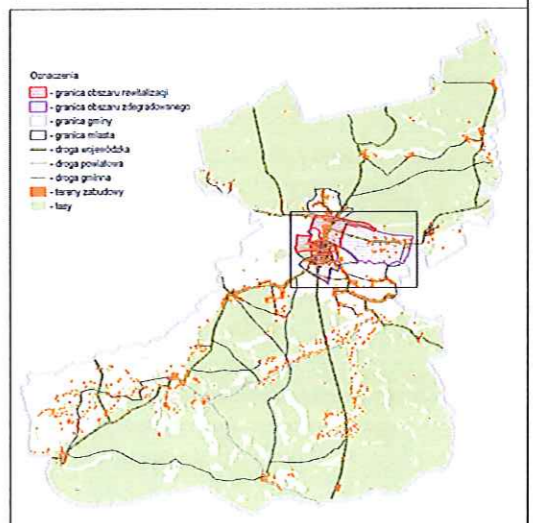 Oznaczenia
- granica obszaru rewitalizacji
- granica obszaru zdegradowanego
- granica gminy
- granica miasta
- droga wojewódzka
- droga powiatowa
- droga gminna
- tereny zabudowy
- lasy